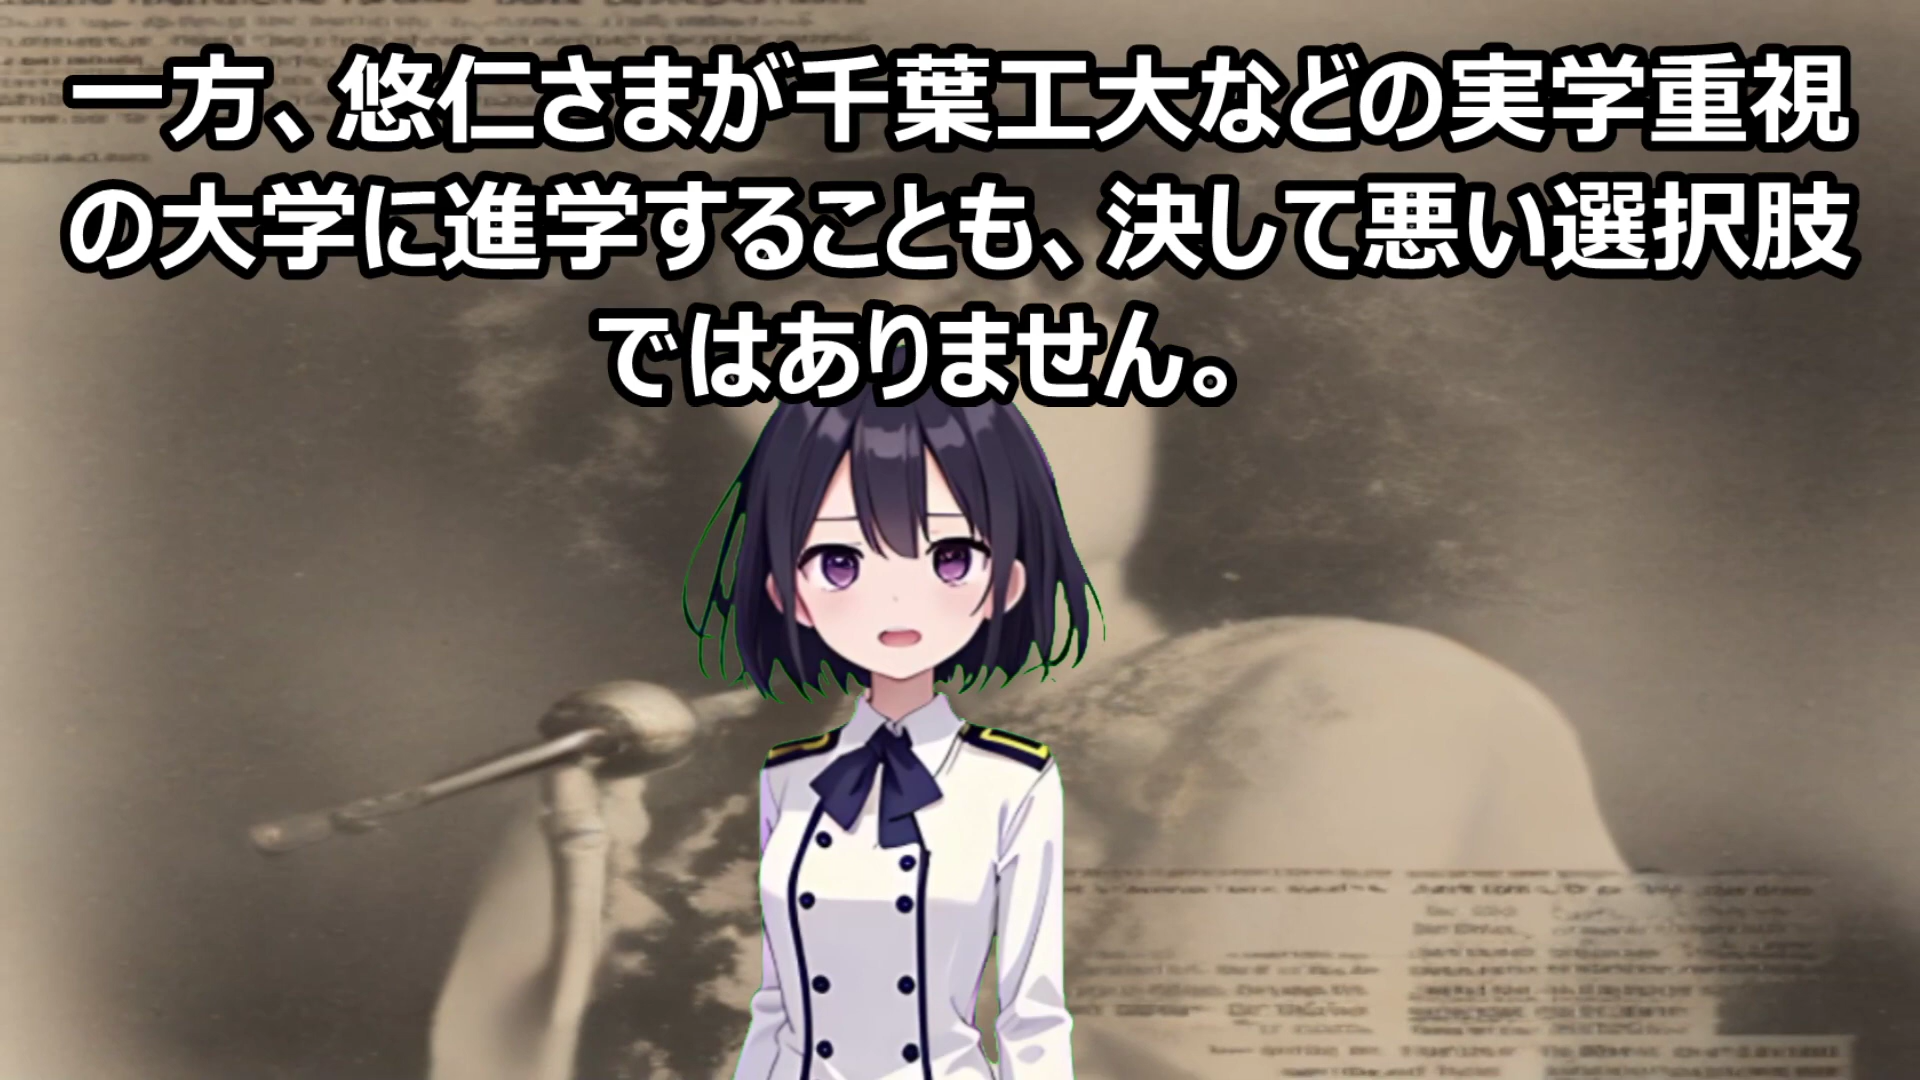 一方、悠仁さまが千葉工大などの実学重視
の大学に進学することも、決して悪い選択肢
ではありません。